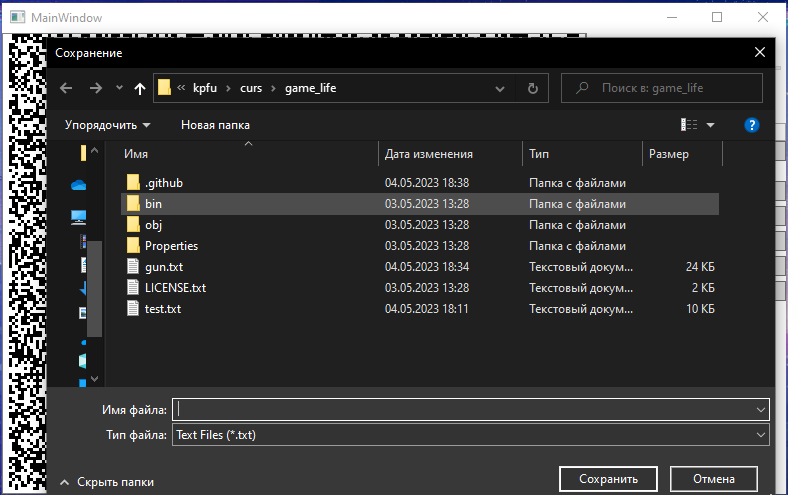 MainWindow
Сохранение
« kpfu › curs › game_life
Поиск в: game_life
Упорядочить
Новая папка
?
Имя Дата изменения Тип Размер
.github 04.05.2023 18:38 Папка с файлами
bin 03.05.2023 13:28 Папка с файлами
obj 03.05.2023 13:28 Папка с файлами
Properties 03.05.2023 13:28 Папка с файлами
gun.txt 04.05.2023 18:34 Текстовый докум... 24 КБ
LICENSE.txt 03.05.2023 13:28 Текстовый докум... 2 КБ
test.txt 04.05.2023 18:11 Текстовый докум... 10 КБ
Имя файла:
Тип файла: Text Files (*.txt)
Скрыть папки
Сохранить
Отмена